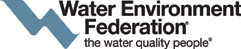 Water Environment
Federation®
the water quality people®